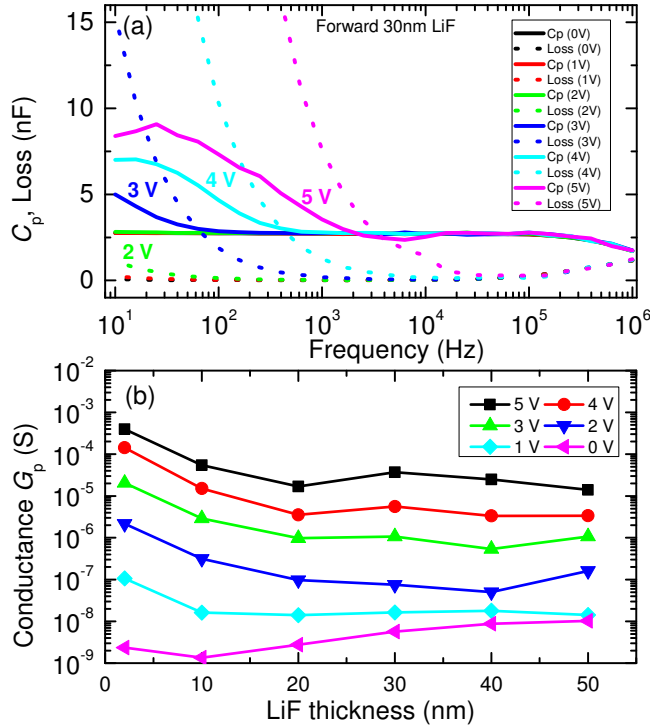 (a)
Forward 30nm LiF
Cp (0V)
Loss (0V)
Cp (1V)
Loss (1V)
Cp (2V)
Loss (2V)
Cp (3V)
Loss (3V)
Cp (4V)
Loss (4V)
Cp (5V)
Loss (5V)
15
10
5
0
Cp, Loss (nF)
3 V
4 V
5 V
2 V
10^1
10^2
10^3
10^4
10^5
10^6
Frequency (Hz)
(b)
5 V
4 V
3 V
2 V
1 V
0 V
10^-2
10^-3
10^-4
10^-5
10^-6
10^-7
10^-8
10^-9
Conductance Gp (S)
0
10
20
30
40
50
LiF thickness (nm)